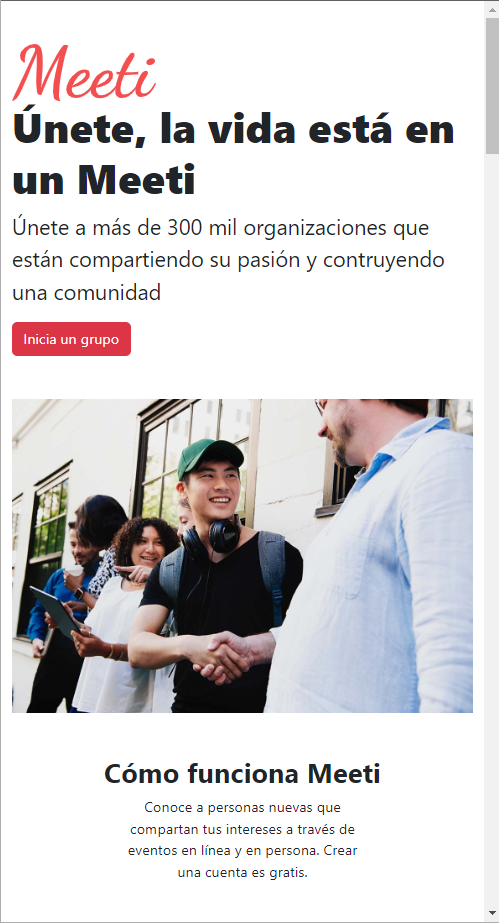 Meeti
Únete, la vida está en
un Meeti
Únete a más de 300 mil organizaciones que
están compartiendo su pasión y contruyendo
una comunidad
Inicia un grupo
Cómo funciona Meeti
Conoce a personas nuevas que
compartan tus intereses a través de
eventos en línea y en persona. Crear
una cuenta es gratis.